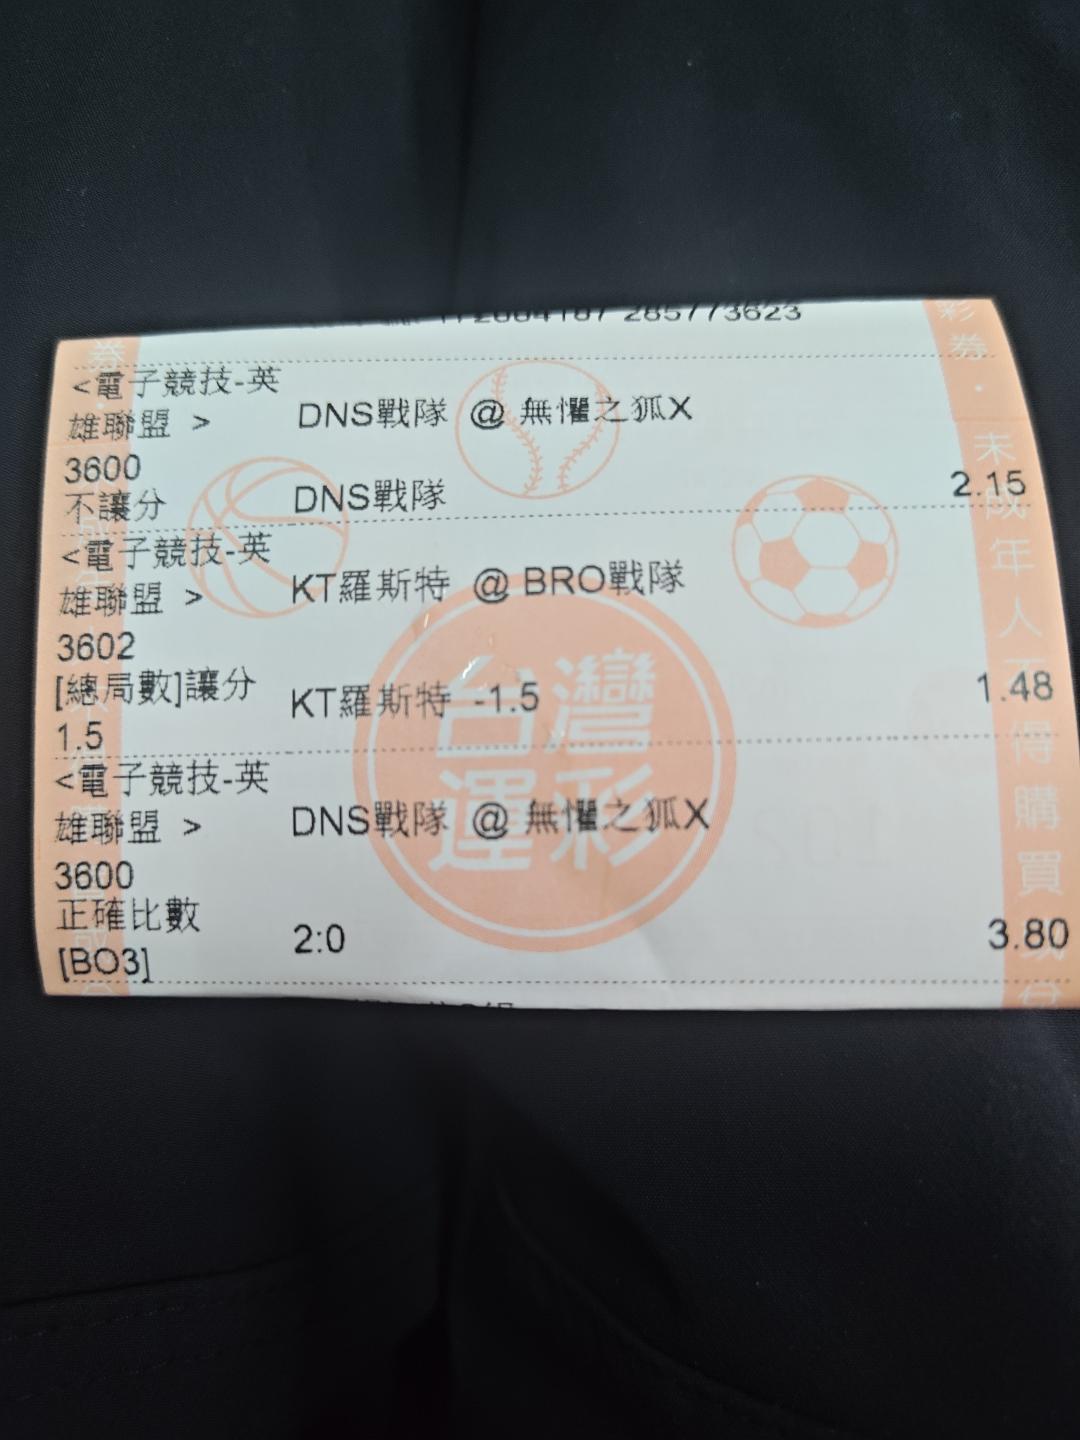 285773623
<電子競技-英
雄聯盟 > DNS戰隊 @ 無懼之狐X
3600
不讓分 DNS戰隊 2.15
<電子競技-英
雄聯盟 > KT羅斯特 @ BRO戰隊
3602
[總局數]讓分 KT羅斯特 -1.5 1.48
1.5
<電子競技-英
雄聯盟 > DNS戰隊 @ 無懼之狐X
3600
正確比數 2:0 3.80
[BO3]
台灣
運彩
彩券・未成年人不得購買或兌